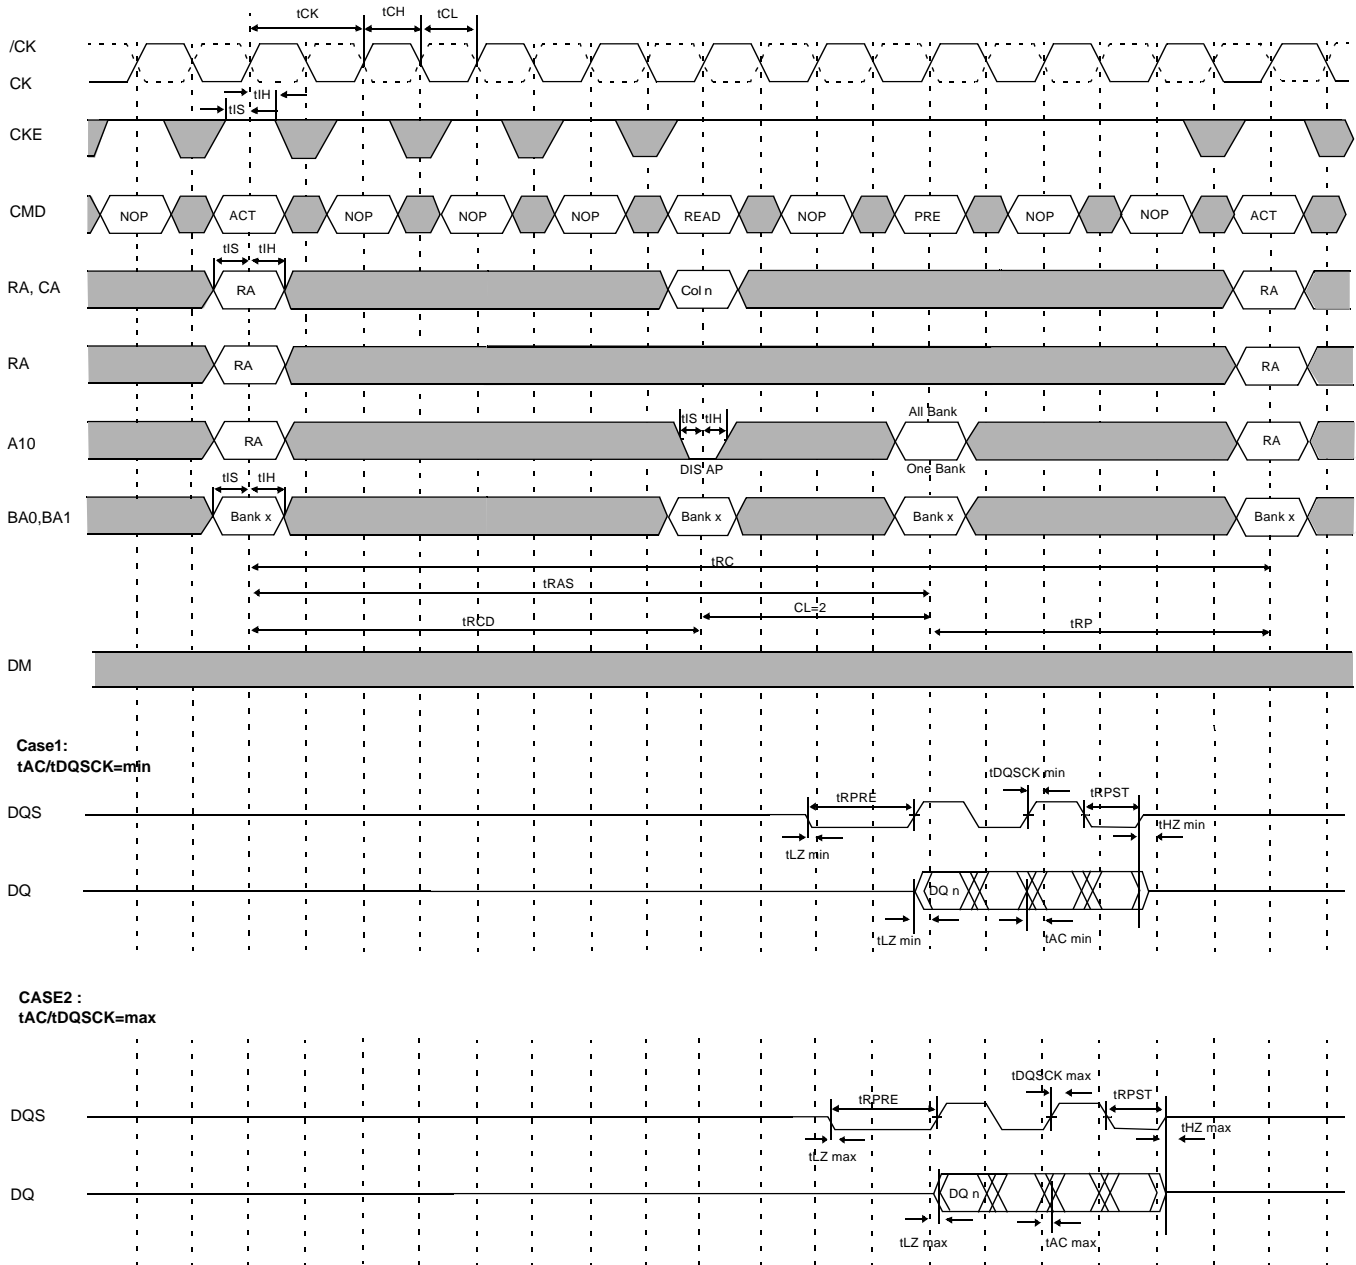 tCK tCH tCL
/CK
CK
tIH
tIS
CKE
CMD NOP ACT NOP NOP NOP READ NOP PRE NOP NOP ACT
tIS tIH
RA, CA RA Col n RA
RA RA RA
tIS tIH All Bank
A10 RA RA
DIS AP One Bank
tIS tIH
BA0,BA1 Bank x Bank x Bank x Bank x
tRC
tRAS
CL=2
tRCD tRP
DM
Case1:
tAC/tDQSCK=min
tDQSCK min
tRPRE tRPST
DQS
tHZ min
tLZ min
DQ DQ n
tLZ min tAC min
CASE2 :
tAC/tDQSCK=max
tDQSCK max
tRPRE tRPST
DQS
tHZ max
tLZ max
DQ DQ n
tLZ max tAC max